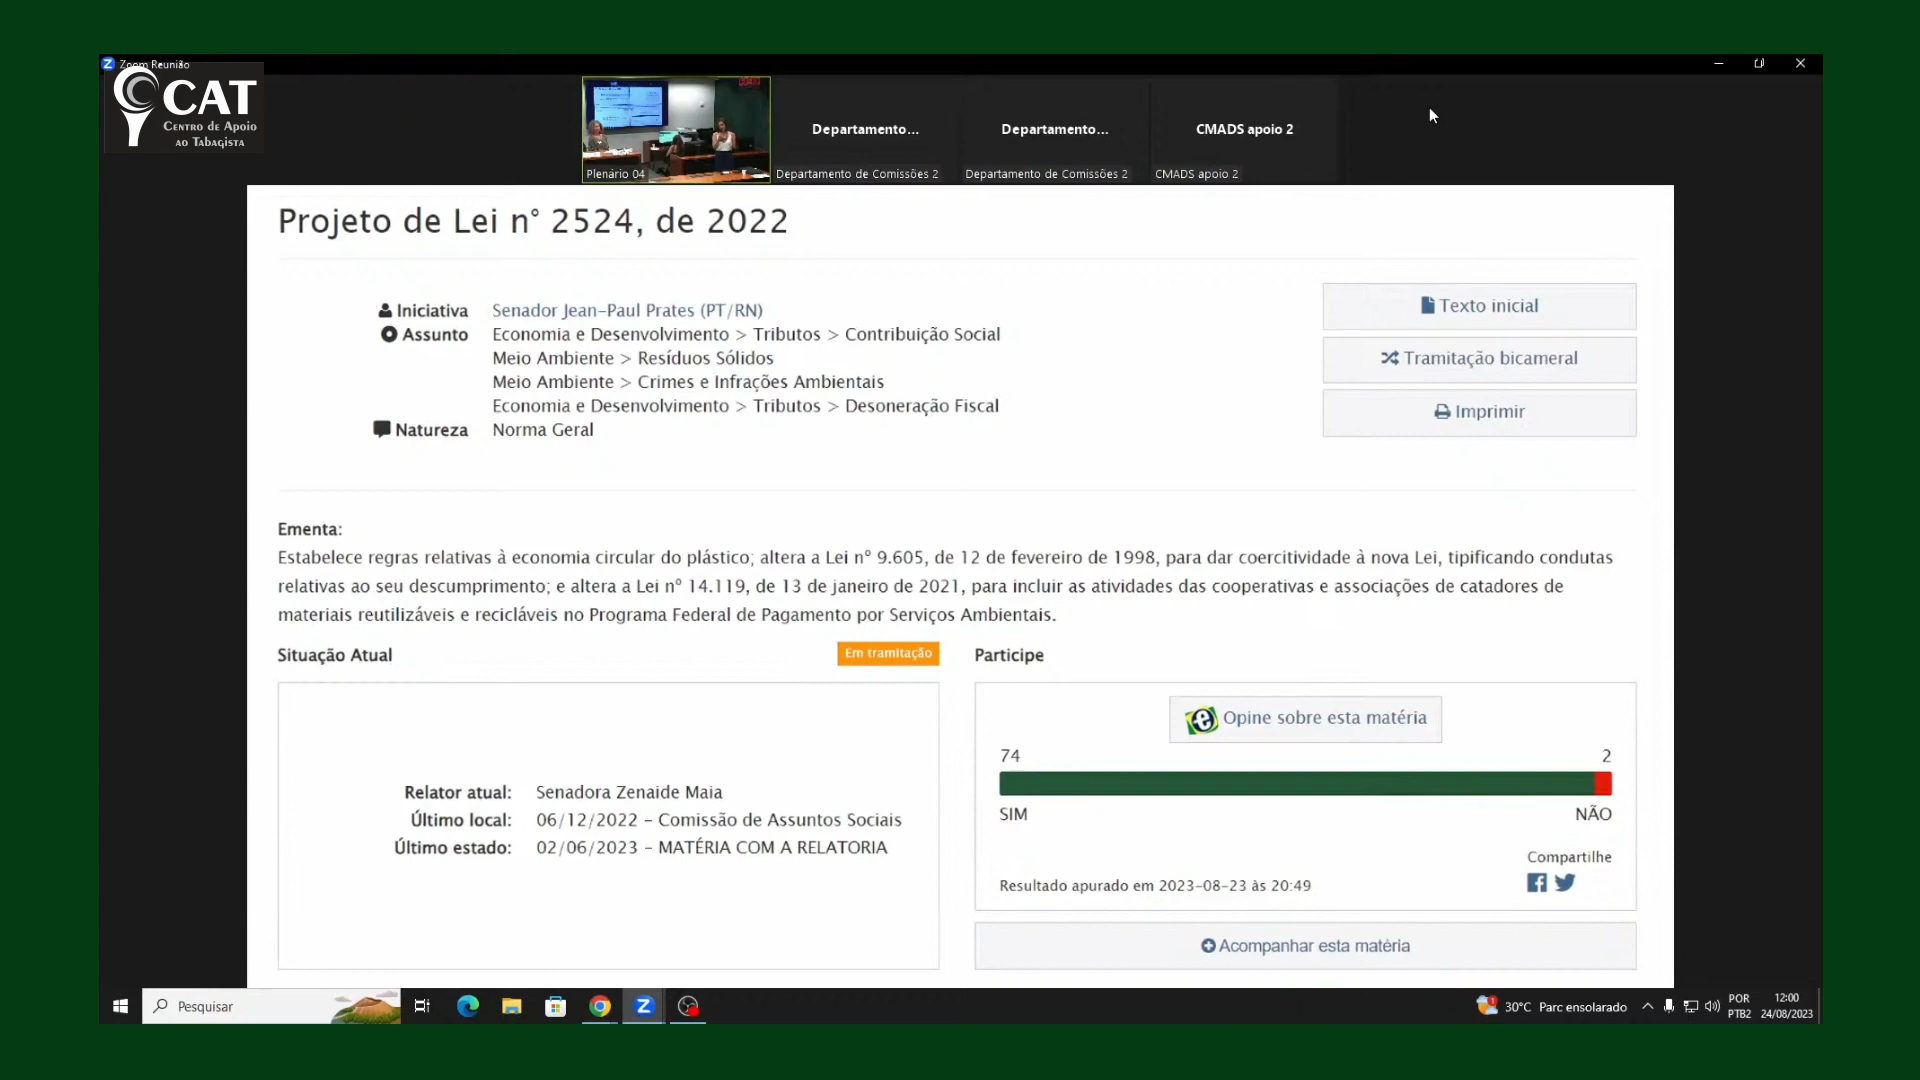 Zoom Reunião
CAT
CENTRO DE APOIO
AO TABAGISTA
Departamento...
Departamento...
CMADS apoio 2
Plenário 04
Departamento de Comissões 2
Departamento de Comissões 2
CMADS apoio 2
Projeto de Lei n° 2524, de 2022
Iniciativa Senador Jean-Paul Prates (PT/RN)
Assunto Economia e Desenvolvimento > Tributos > Contribuição Social
Meio Ambiente > Resíduos Sólidos
Meio Ambiente > Crimes e Infrações Ambientais
Economia e Desenvolvimento > Tributos > Desoneração Fiscal
Natureza Norma Geral
Texto inicial
Tramitação bicameral
Imprimir
Ementa:
Estabelece regras relativas à economia circular do plástico; altera a Lei nº 9.605, de 12 de fevereiro de 1998, para dar coercitividade à nova Lei, tipificando condutas
relativas ao seu descumprimento; e altera a Lei nº 14.119, de 13 de janeiro de 2021, para incluir as atividades das cooperativas e associações de catadores de
materiais reutilizáveis e recicláveis no Programa Federal de Pagamento por Serviços Ambientais.
Situação Atual
Em tramitação
Relator atual: Senadora Zenaide Maia
Último local: 06/12/2022 - Comissão de Assuntos Sociais
Último estado: 02/06/2023 - MATÉRIA COM A RELATORIA
Participe
Opine sobre esta matéria
74 2
SIM NÃO
Compartilhe
Resultado apurado em 2023-08-23 às 20:49
Acompanhar esta matéria
Pesquisar
1
30°C Parc ensolarado
POR
PTB2
12:00
24/08/2023